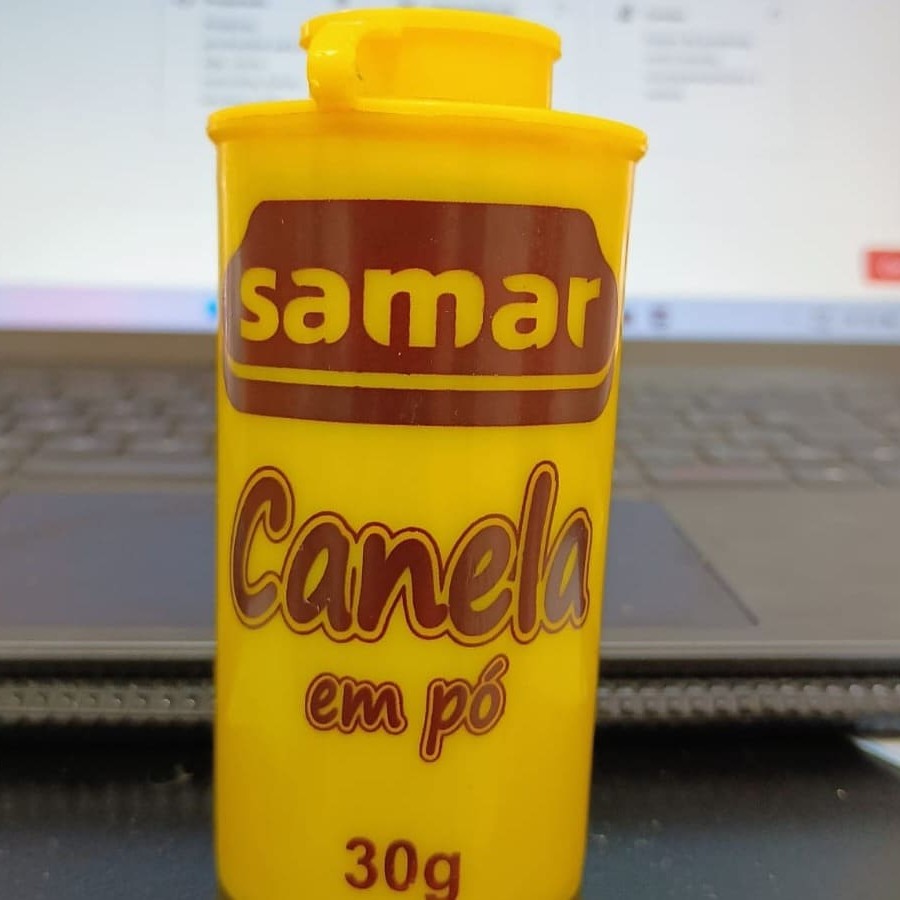 samar
Canela
em pó
30g